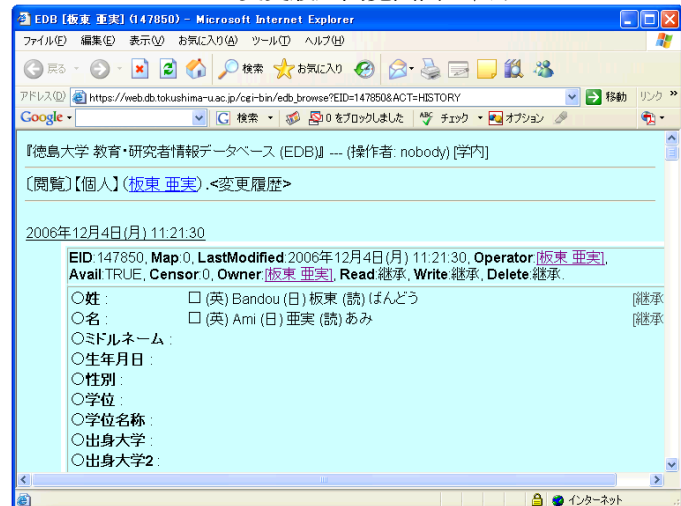 EDB [板東 亜実] (147850) - Microsoft Internet Explorer
ファイル(F) 編集(E) 表示(V) お気に入り(A) ツール(T) ヘルプ(H)
戻る 検索 お気に入り
アドレス(D) https://web.db.tokushima-u.ac.jp/cgi-bin/edb_browse?EID=147850&ACT=HISTORY 移動 リンク »
Google 検索 0 をブロックしました ABC チェック オプション
『徳島大学 教育・研究者情報データベース (EDB)』 --- (操作者: nobody) [学内]
〔閲覧〕【個人】(板東 亜実).<変更履歴>
2006年12月4日(月) 11:21:30
EID:147850, Map:0, LastModified:2006年12月4日(月) 11:21:30, Operator:[板東 亜実],
Avail:TRUE, Censor:0, Owner:[板東 亜実], Read:継承, Write:継承, Delete:継承.
○姓 : □ (英) Bandou (日) 板東 (読) ばんどう [継承
○名 : □ (英) Ami (日) 亜実 (読) あみ [継承
○ミドルネーム :
○生年月日 :
○性別 :
○学位 :
○学位名称 :
○出身大学 :
○出身大学2 :
インターネット